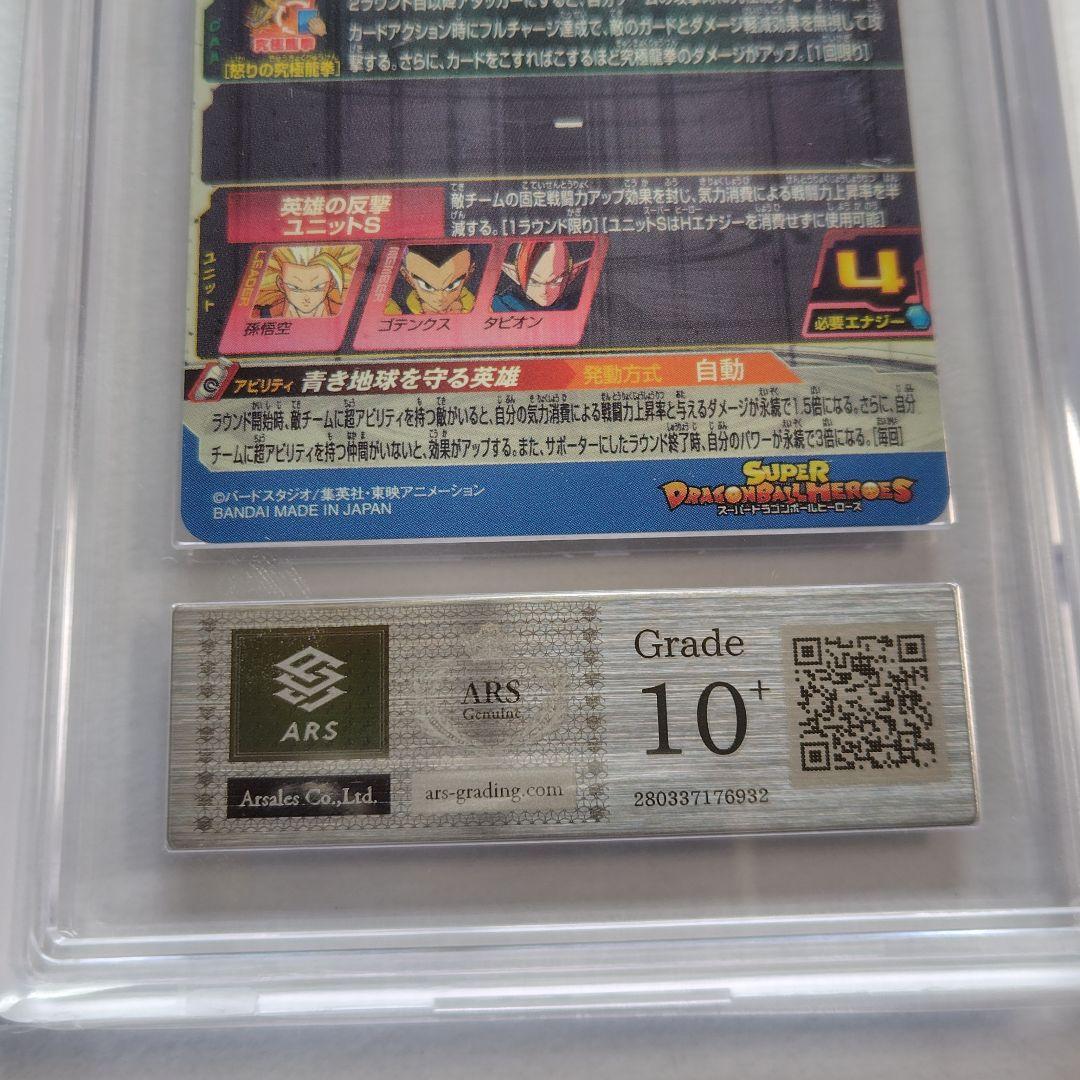 カードアクション時にフルチャージ達成で、敵のカードとダメージ軽減効果を無視して攻
撃する。さらに、カードをこすればこするほど究極龍拳のダメージがアップ。[1回限り]
究極龍拳
[怒りの究極龍拳]
ユニット
英雄の反撃
ユニットS
敵チームの固定戦闘力アップ効果を封じ、気力消費による戦闘力上昇率を半
減する。[1ラウンド限り][ユニットSはHエナジーを消費せずに使用可能]
LEADER
孫悟空
MEMBER
ゴテンクス
タピオン
4
必要エナジー
アビリティ 青き地球を守る英雄 発動方式 自動
ラウンド開始時、敵チームに超アビリティを持つ敵がいると、自分の気力消費による戦闘力上昇率と与えるダメージが永続で1.5倍になる。さらに、自分
チームに超アビリティを持つ仲間がいないと、効果がアップする。また、サポーターにしたラウンド終了時、自分のパワーが永続で3倍になる。[毎回]
©バードスタジオ/集英社・東映アニメーション
BANDAI MADE IN JAPAN
SUPER
DRAGONBALL HEROES
スーパードラゴンボールヒーローズ
ARS
Arsales Co.,Ltd.
ARS
Genuine
ars-grading.com
Grade
10+
280337176932